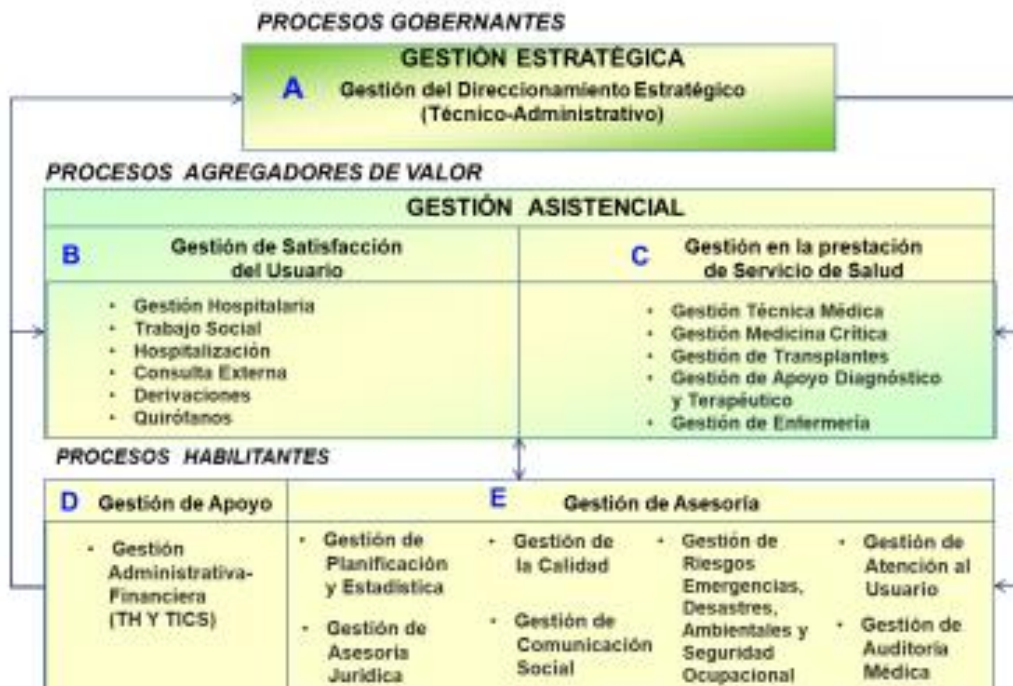 PROCESOS GOBERNANTES
GESTIÓN ESTRATÉGICA
A
Gestión del Direccionamiento Estratégico
(Técnico-Administrativo)
PROCESOS AGREGADORES DE VALOR
GESTIÓN ASISTENCIAL
B
Gestión de Satisfacción
del Usuario
• Gestión Hospitalaria
• Trabajo Social
• Hospitalización
• Consulta Externa
• Derivaciones
• Quirófanos
C
Gestión en la prestación
de Servicio de Salud
• Gestión Técnica Médica
• Gestión Medicina Crítica
• Gestión de Transplantes
• Gestión de Apoyo Diagnóstico
y Terapéutico
• Gestión de Enfermería
PROCESOS HABILITANTES
D
Gestión de Apoyo
• Gestión
Administrativa-
Financiera
(TH Y TICS)
E
Gestión de Asesoría
• Gestión de
Planificación
y Estadística
• Gestión de
Asesoría
Jurídica
• Gestión de
la Calidad
• Gestión de
Comunicación
Social
• Gestión de
Riesgos
Emergencias,
Desastres,
Ambientales y
Seguridad
Ocupacional
• Gestión de
Atención al
Usuario
• Gestión de
Auditoría
Médica